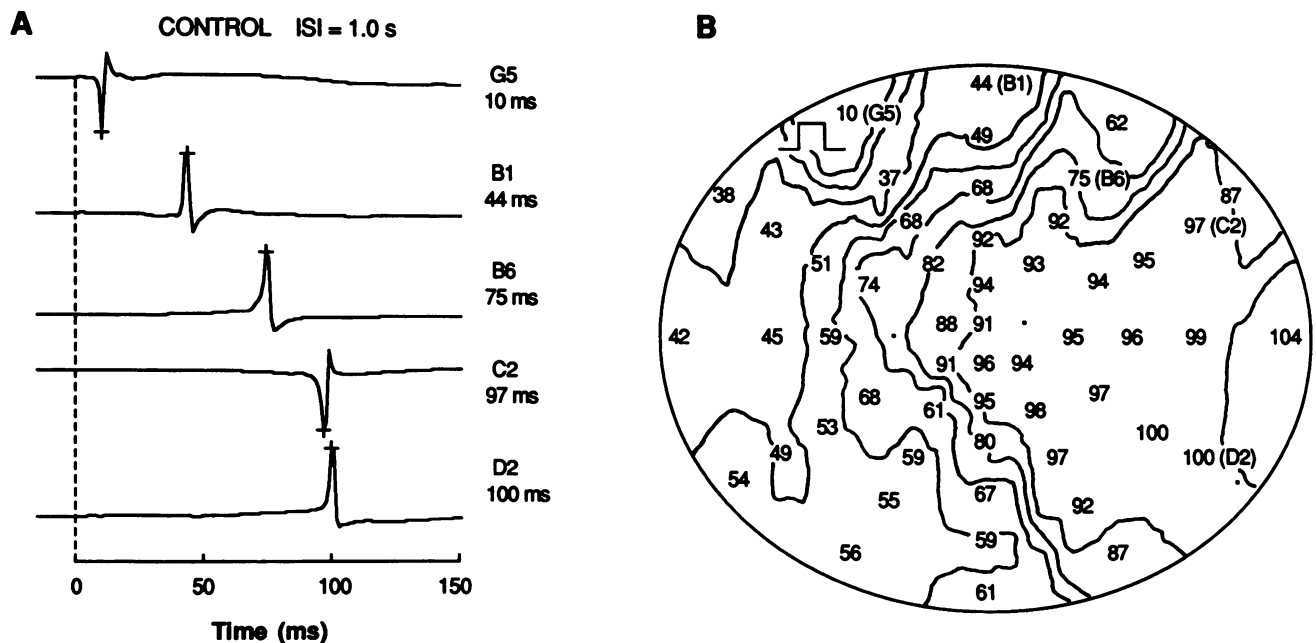 A
CONTROL ISI = 1.0 s
G5
10 ms
B1
44 ms
B6
75 ms
C2
97 ms
D2
100 ms
0 50 100 150
Time (ms)
B
44 (B1)
10 (G5)
62
49
37
68
75 (B6)
38
87
43
68
92
92
97 (C2)
51
82
93
95
74
94
94
42
45
59
88
91
95
96
99
104
91
96
94
68
61
95
98
97
53
80
100
49
59
97
100 (D2)
54
55
67
92
56
59
87
61